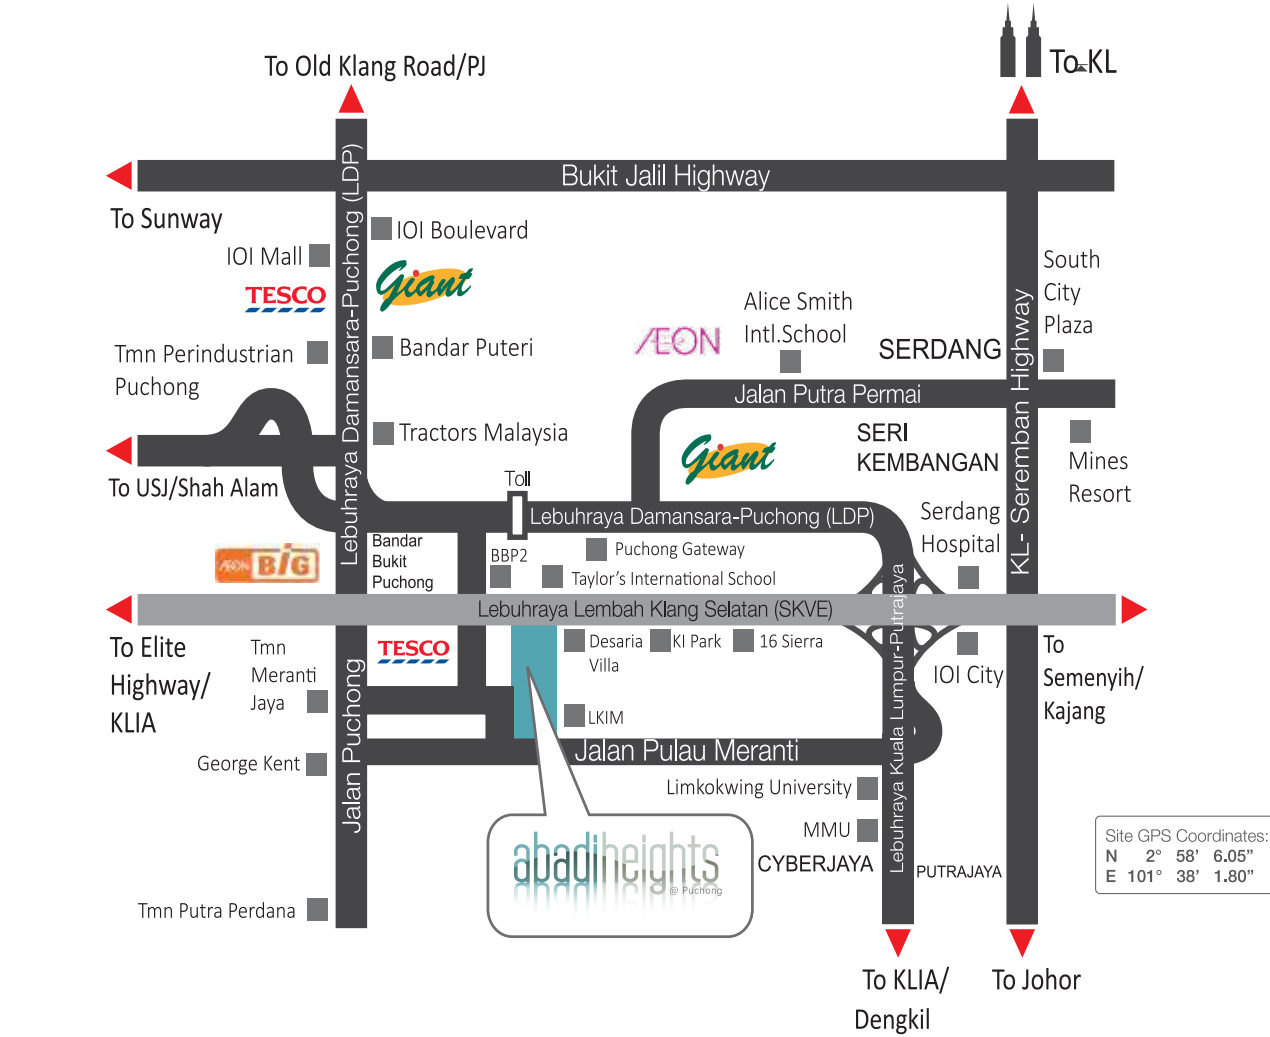 To Old Klang Road/PJ
To KL
Bukit Jalil Highway
To Sunway
Lebuhraya Damansara-Puchong (LDP)
IOI Boulevard
IOI Mall
TESCO
Giant
South
City
Plaza
Alice Smith
Intl.School
ÆON
SERDANG
Tmn Perindustrian
Puchong
Bandar Puteri
Jalan Putra Permai
KL- Seremban Highway
Tractors Malaysia
Giant
SERI
KEMBANGAN
Mines
Resort
To USJ/Shah Alam
Toll
Lebuhraya Damansara-Puchong (LDP)
Serdang
Hospital
Bandar
Bukit
Puchong
BBP2
Puchong Gateway
Taylor's International School
AEON BiG
Lebuhraya Lembah Klang Selatan (SKVE)
Lebuhraya Kuala Lumpur-Putrajaya
To Elite
Highway/
KLIA
Tmn
Meranti
Jaya
TESCO
Desaria
Villa
KI Park
16 Sierra
IOI City
To
Semenyih/
Kajang
LKIM
Jalan Puchong
Jalan Pulau Meranti
George Kent
Limkokwing University
MMU
CYBERJAYA
PUTRAJAYA
abadiheights
@ Puchong
Site GPS Coordinates:
N 2° 58' 6.05"
E 101° 38' 1.80"
Tmn Putra Perdana
To KLIA/
Dengkil
To Johor